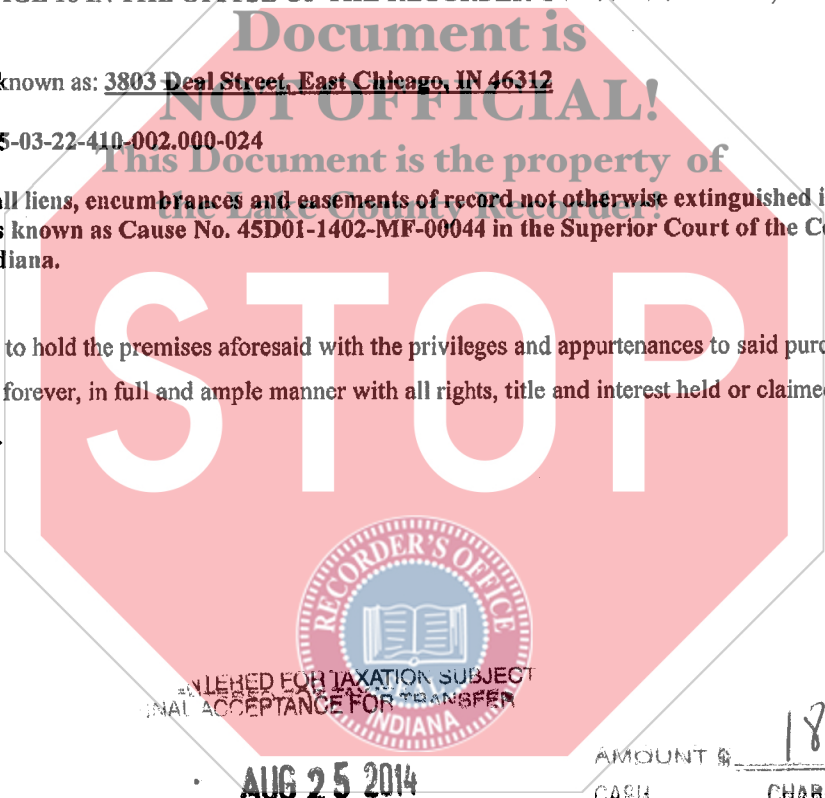 Document is
known as: 3803 Deal Street, East Chicago, IN 46312
NOT OFFICIAL!
5-03-22-410-002.000-024
This Document is the property of
all liens, encumbrances and easements of record not otherwise extinguished i
the Lake County Recorder!
s known as Cause No. 45D01-1402-MF-00044 in the Superior Court of the C
diana.
STOP
to hold the premises aforesaid with the privileges and appurtenances to said purc
forever, in full and ample manner with all rights, title and interest held or claime
RECORDER'S OFFICE
NTERED FOR TAXATION SUBJECT
INAL ACCEPTANCE FOR TRANSFER
INDIANA
AMOUNT $ 18
AUG 25 2014
CASH CHAR